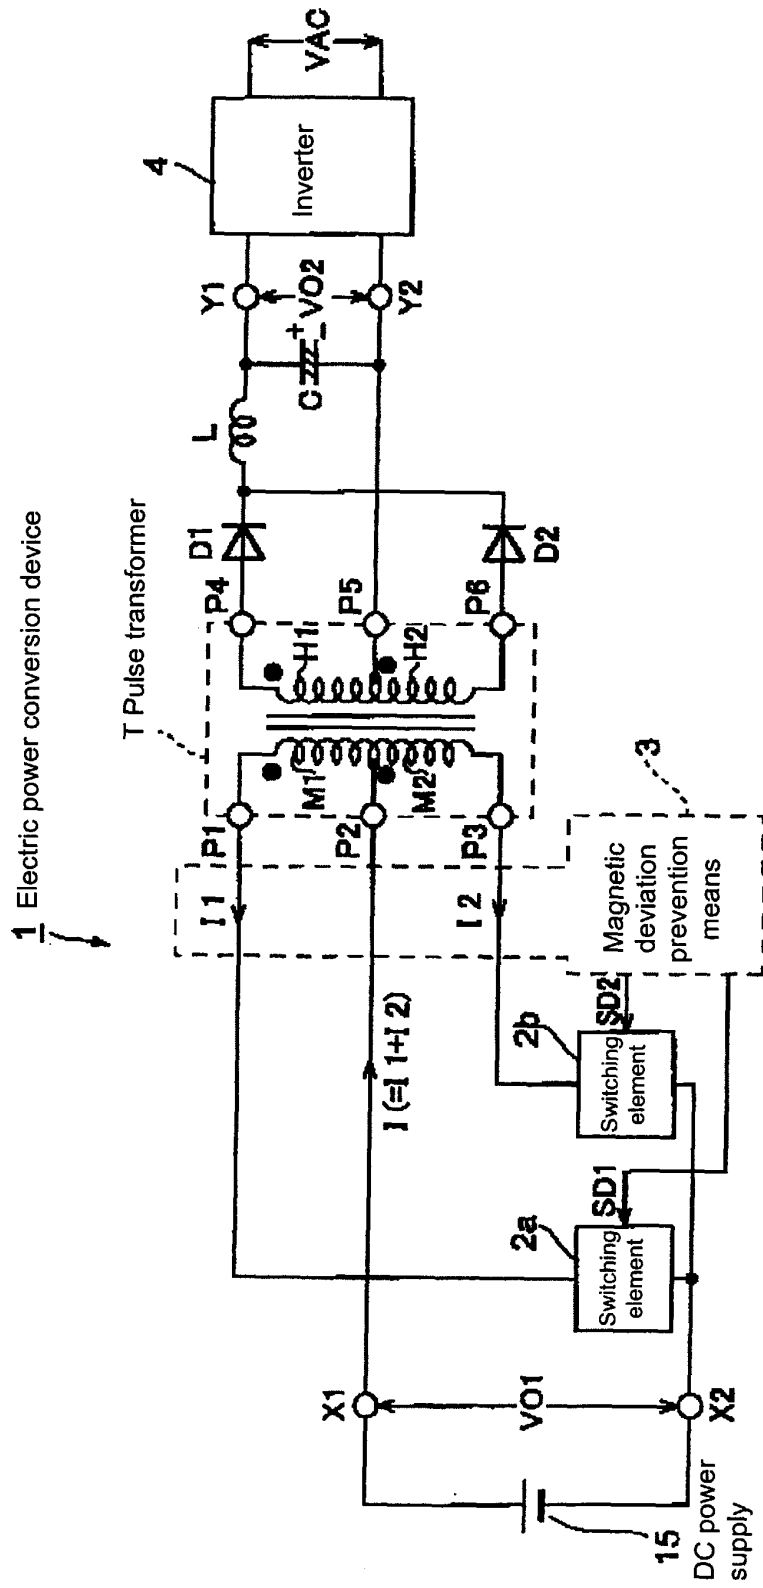 1 Electric power conversion device
T Pulse transformer
P1
P2
P3
P4
P5
P6
M1
M2
H1
H2
D1
D2
L
C
+
−
Y1
VO2
Y2
4
Inverter
VAC
I1
I(=I1+I2)
I2
3
Magnetic
deviation
prevention
means
SD1
SD2
2a
Switching
element
2b
Switching
element
X1
VO1
X2
15
DC power
supply